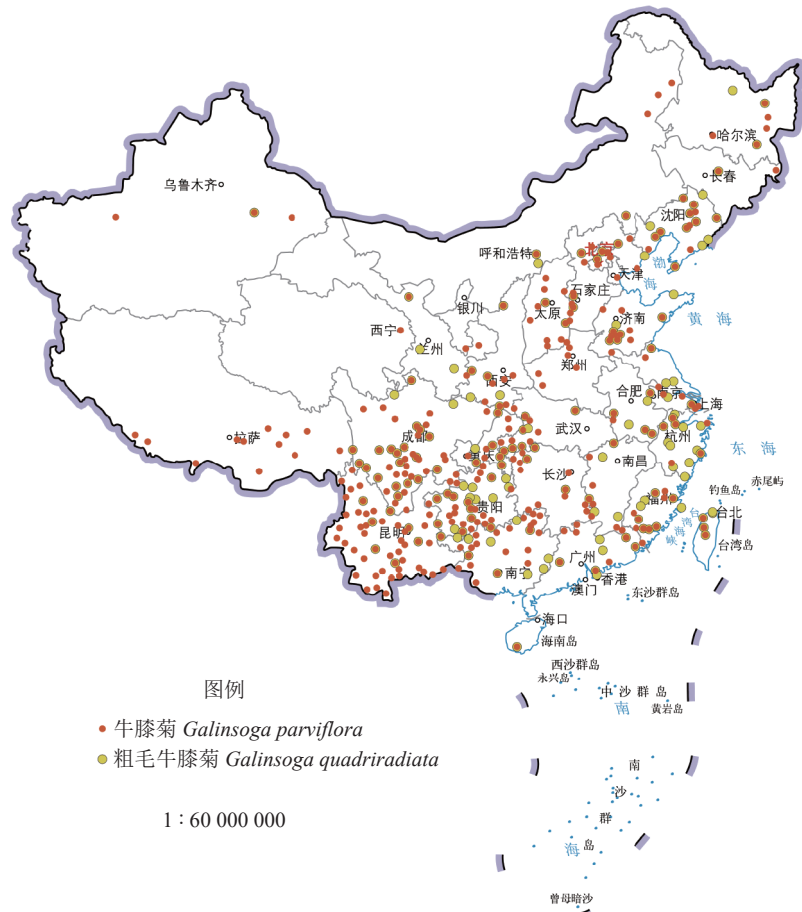 哈尔滨
长春
乌鲁木齐
沈阳
呼和浩特
北京
天津
渤
海
银川
石家庄
太原
济南
黄 海
西宁
兰州
郑州
西安
合肥
南京
上海
拉萨
成都
武汉
杭州
重庆
东 海
南昌
长沙
赤尾屿
钓鱼岛
贵阳
福州
台北
台
湾
海
峡
昆明
台湾岛
广州
南宁
香港
澳门
东沙群岛
海口
海南岛
西沙群岛
永兴岛
中沙群岛
南
黄岩岛
图例
牛膝菊 Galinsoga parviflora
粗毛牛膝菊 Galinsoga quadriradiata
南
沙
群
岛
海
1∶60 000 000
曾母暗沙